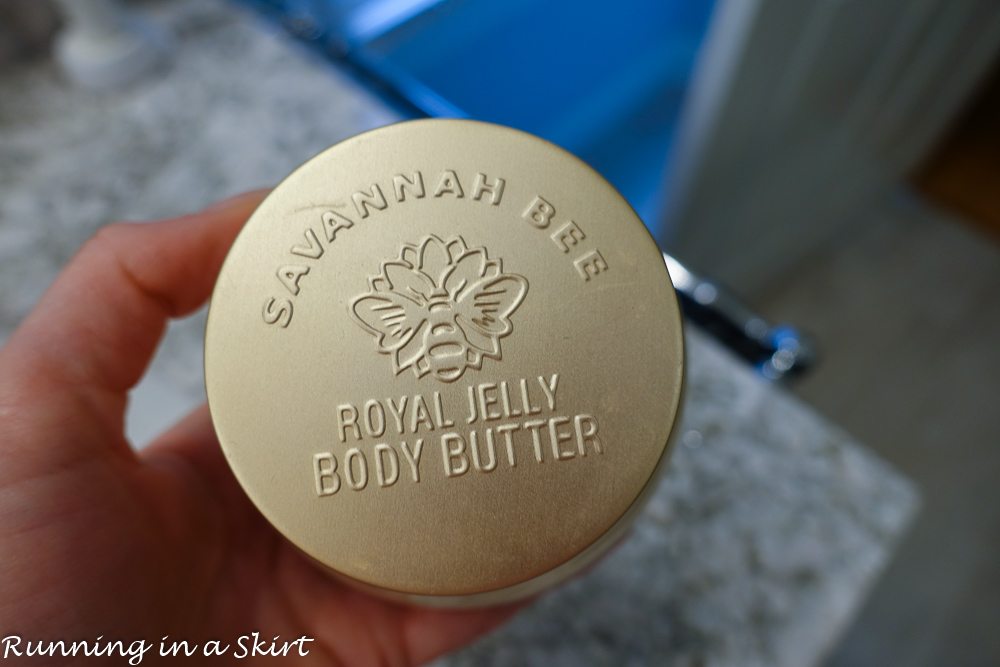 SAVANNAH BEE
ROYAL JELLY
BODY BUTTER
Running in a Skirt